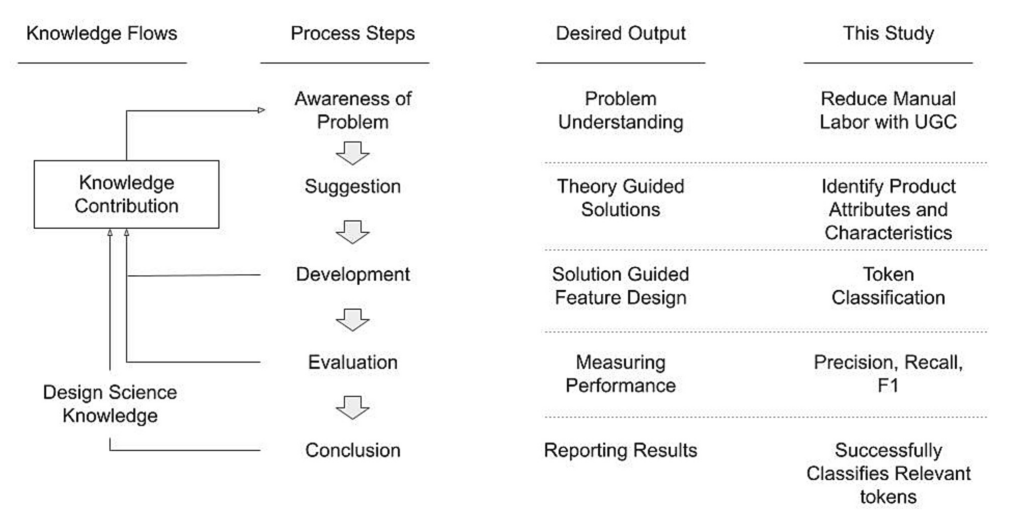 Knowledge Flows
Process Steps
Desired Output
This Study
Awareness of
Problem
Problem
Understanding
Reduce Manual
Labor with UGC
Knowledge
Contribution
Suggestion
Theory Guided
Solutions
Identify Product
Attributes and
Characteristics
Development
Solution Guided
Feature Design
Token
Classification
Evaluation
Measuring
Performance
Precision, Recall,
F1
Design Science
Knowledge
Conclusion
Reporting Results
Successfully
Classifies Relevant
tokens